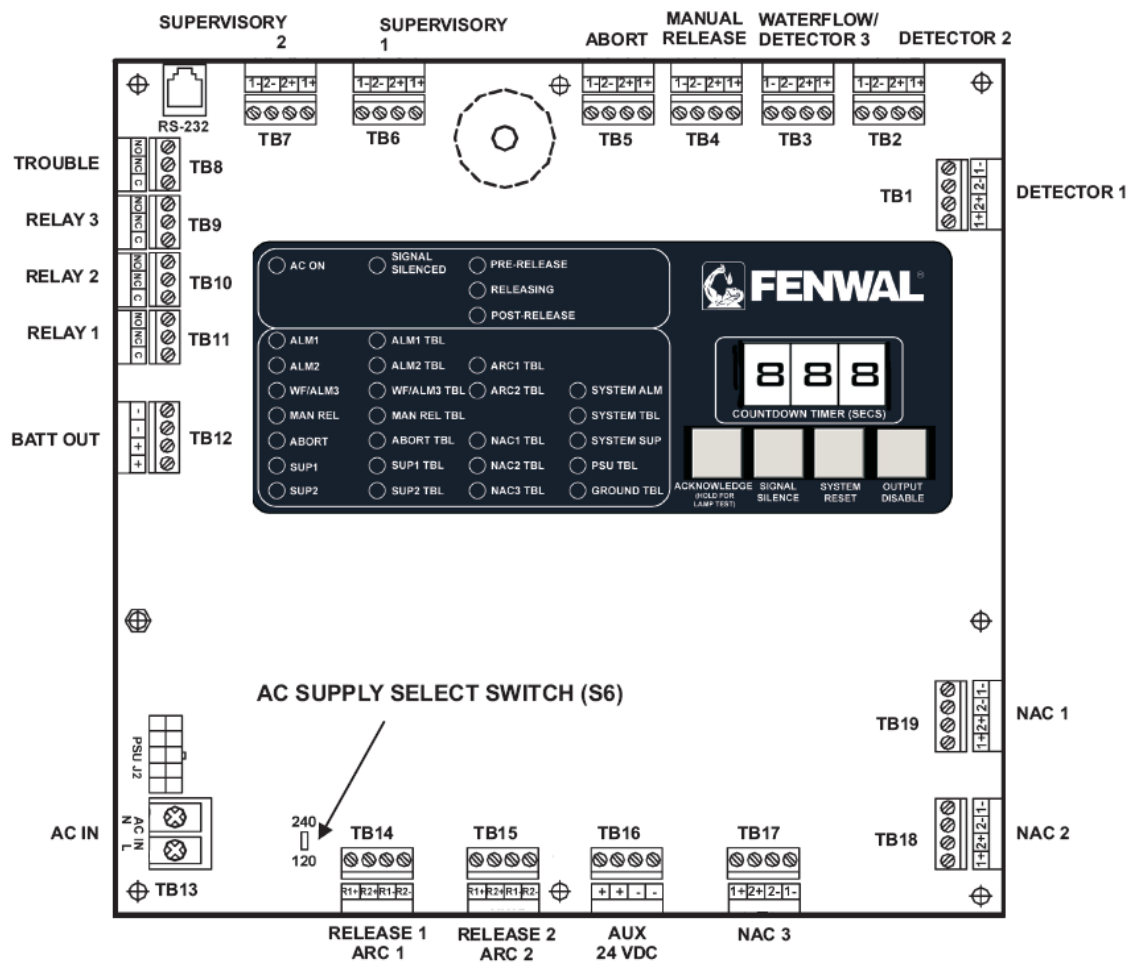 SUPERVISORY
2
SUPERVISORY
1
ABORT
MANUAL
RELEASE
WATERFLOW/
DETECTOR 3
DETECTOR 2
1- 2- 2+ 1+
1- 2- 2+ 1+
1- 2- 2+ 1+
1- 2- 2+ 1+
1- 2- 2+ 1+
1- 2- 2+ 1+
RS-232
TB7
TB6
TB5
TB4
TB3
TB2
TROUBLE
NO NC C
TB8
RELAY 3
NO NC C
TB9
RELAY 2
NO NC C
TB10
RELAY 1
NO NC C
TB11
BATT OUT
- - + +
TB12
TB1
1+ 2+ 2- 1-
DETECTOR 1
AC ON
SIGNAL
SILENCED
PRE-RELEASE
RELEASING
POST-RELEASE
ALM1
ALM1 TBL
ALM2
ALM2 TBL
ARC1 TBL
WF/ALM3
WF/ALM3 TBL
ARC2 TBL
SYSTEM ALM
MAN REL
MAN REL TBL
SYSTEM TBL
ABORT
ABORT TBL
NAC1 TBL
SYSTEM SUP
SUP1
SUP1 TBL
NAC2 TBL
PSU TBL
SUP2
SUP2 TBL
NAC3 TBL
GROUND TBL
FENWAL®
888
COUNTDOWN TIMER (SECS)
ACKNOWLEDGE
(HOLD FOR
LAMP TEST)
SIGNAL
SILENCE
SYSTEM
RESET
OUTPUT
DISABLE
AC SUPPLY SELECT SWITCH (S6)
PSU J2
AC IN
AC IN
N L
TB13
240
120
TB14
R1+ R2+ R1- R2-
RELEASE 1
ARC 1
TB15
R1+ R2+ R1- R2-
RELEASE 2
ARC 2
TB16
+ + - -
AUX
24 VDC
TB17
1+ 2+ 2- 1-
NAC 3
TB19
1+ 2+ 2- 1-
NAC 1
TB18
1+ 2+ 2- 1-
NAC 2